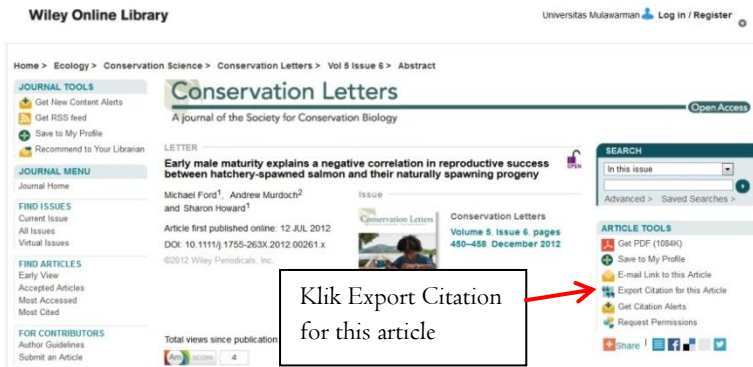 Wiley Online Library
Universitas Mulawarman Log in / Register
Home > Ecology > Conservation Science > Conservation Letters > Vol 5 Issue 6 > Abstract
JOURNAL TOOLS
Get New Content Alerts
Get RSS feed
Save to My Profile
Recommend to Your Librarian
JOURNAL MENU
Journal Home
FIND ISSUES
Current Issue
All Issues
Virtual Issues
FIND ARTICLES
Early View
Accepted Articles
Most Accessed
Most Cited
FOR CONTRIBUTORS
Author Guidelines
Submit an Article
Conservation Letters
A journal of the Society for Conservation Biology
Open Access
LETTER
OPEN
Early male maturity explains a negative correlation in reproductive success
between hatchery-spawned salmon and their naturally spawning progeny
Michael Ford1, Andrew Murdoch2
and Sharon Howard1
Article first published online: 12 JUL 2012
DOI: 10.1111/j.1755-263X.2012.00261.x
©2012 Wiley Periodicals, Inc.
Issue
Conservation Letters
Conservation Letters
Volume 5, Issue 6, pages
450–458, December 2012
Klik Export Citation
for this article
Total views since publication:
Am score 4
SEARCH
In this issue
Advanced > Saved Searches >
ARTICLE TOOLS
Get PDF (1084K)
Save to My Profile
E-mail Link to this Article
Export Citation for this Article
Get Citation Alerts
Request Permissions
Share